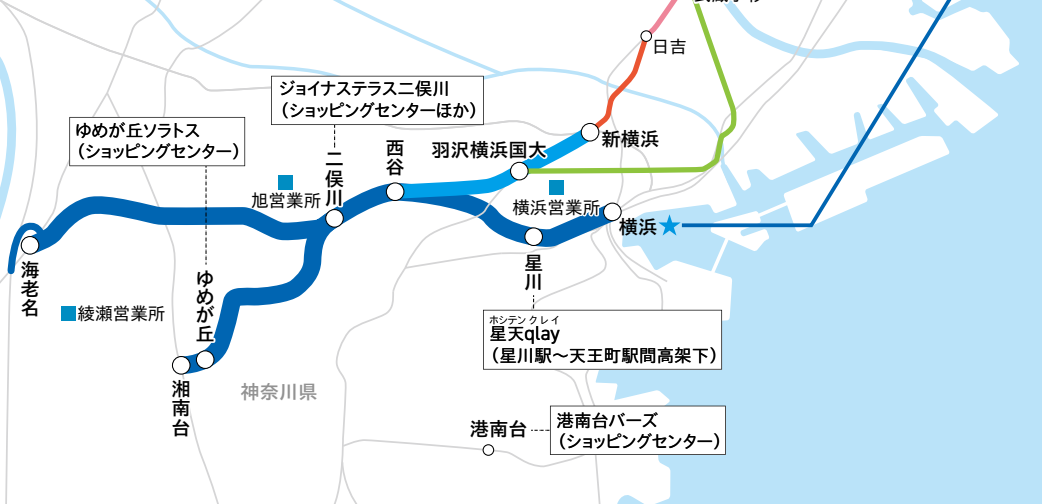 日吉
ジョイナステラス二俣川
（ショッピングセンターほか）
ゆめが丘ソラトス
（ショッピングセンター）
西谷
羽沢横浜国大
新横浜
二俣川
旭営業所
横浜営業所
横浜
海老名
星川
ゆめが丘
綾瀬営業所
ホシテンクレイ
星天qlay
（星川駅～天王町駅間高架下）
湘南台
神奈川県
港南台
港南台バーズ
（ショッピングセンター）